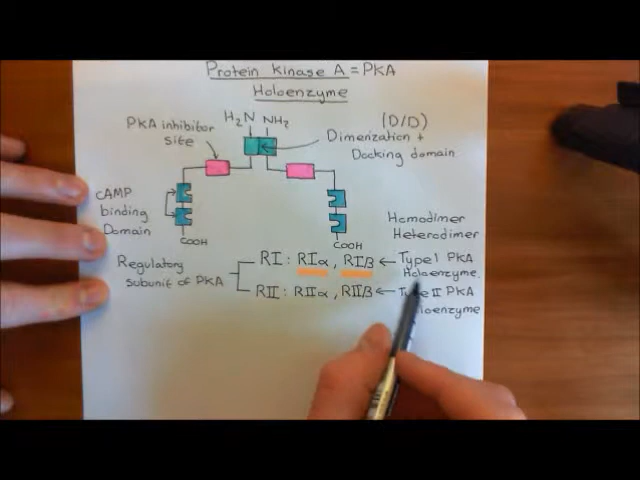 Protein kinase A = PKA
Holoenzyme
H₂N NH₂
(D/D)
PKA inhibitor
site
Dimerization +
Docking domain
cAMP
binding
Domain
COOH
COOH
Homodimer
Heterodimer
Regulatory
subunit of PKA
RI : RIα , RIβ ← Type I PKA
Holoenzyme.
RII : RIIα , RIIβ ← Type II PKA
Holoenzyme